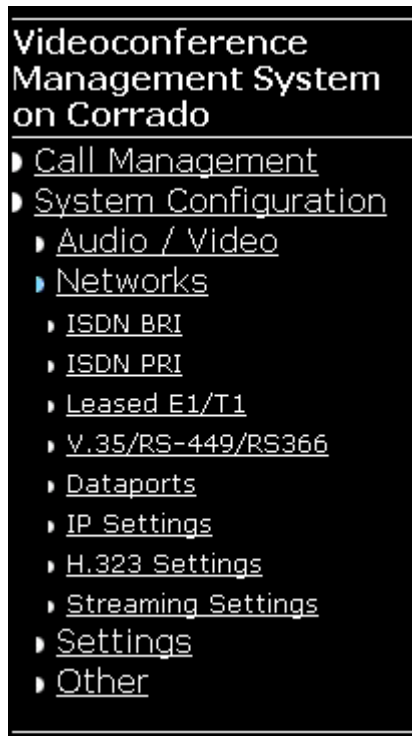 Videoconference
Management System
on Corrado
Call Management
System Configuration
Audio / Video
Networks
ISDN BRI
ISDN PRI
Leased E1/T1
V.35/RS-449/RS366
Dataports
IP Settings
H.323 Settings
Streaming Settings
Settings
Other